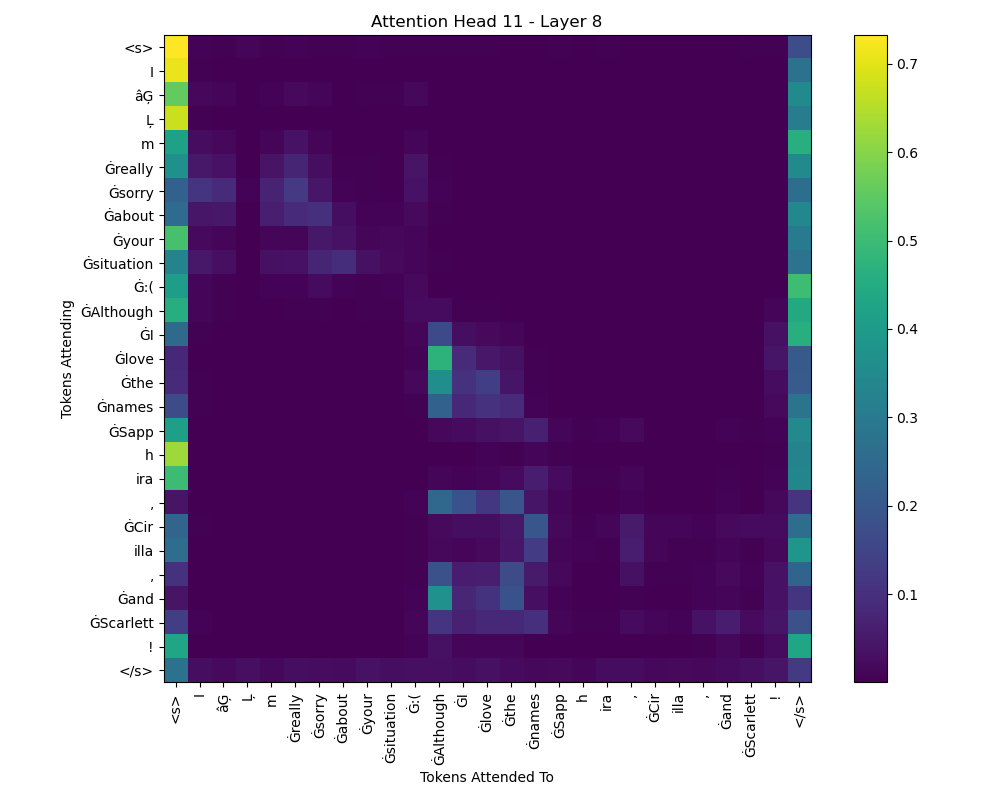 Attention Head 11 - Layer 8
<s>
I
âĢ
Ļ
m
Ġreally
Ġsorry
Ġabout
Ġyour
Ġsituation
Ġ:(
ĠAlthough
ĠI
Ġlove
Ġthe
Ġnames
ĠSapp
h
ira
,
ĠCir
illa
,
Ġand
ĠScarlett
!
</s>
Tokens Attending
<s>
I
âĢ
Ļ
m
Ġreally
Ġsorry
Ġabout
Ġyour
Ġsituation
Ġ:(
ĠAlthough
ĠI
Ġlove
Ġthe
Ġnames
ĠSapp
h
ira
,
ĠCir
illa
,
Ġand
ĠScarlett
!
</s>
Tokens Attended To
0.7
0.6
0.5
0.4
0.3
0.2
0.1